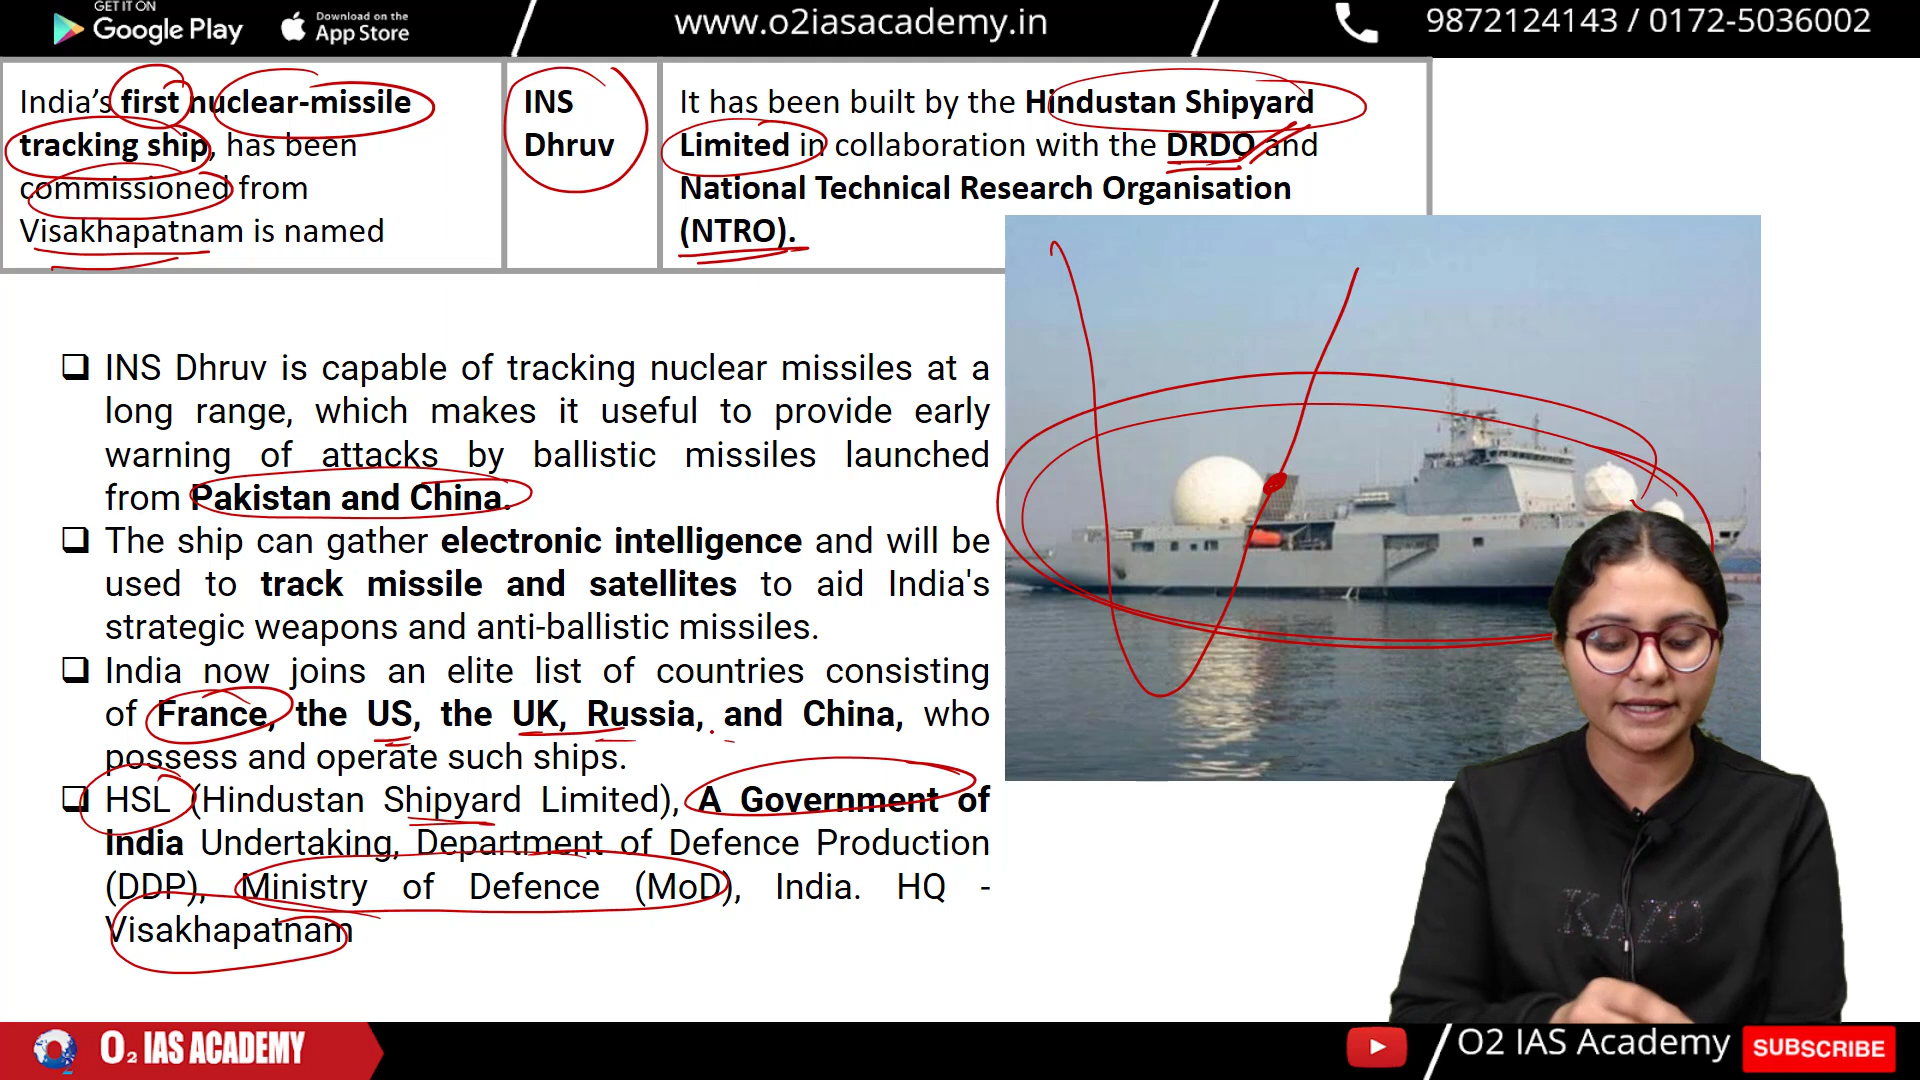 GET IT ON
Google Play
Download on the
App Store
www.o2iasacademy.in
9872124143 / 0172-5036002
India's first nuclear-missile
tracking ship, has been
commissioned from
Visakhapatnam is named
INS
Dhruv
It has been built by the Hindustan Shipyard
Limited in collaboration with the DRDO and
National Technical Research Organisation
(NTRO).
❑ INS Dhruv is capable of tracking nuclear missiles at a
long range, which makes it useful to provide early
warning of attacks by ballistic missiles launched
from Pakistan and China.
❑ The ship can gather electronic intelligence and will be
used to track missile and satellites to aid India's
strategic weapons and anti-ballistic missiles.
❑ India now joins an elite list of countries consisting
of France, the US, the UK, Russia, and China, who
possess and operate such ships.
❑ HSL (Hindustan Shipyard Limited), A Government of
India Undertaking, Department of Defence Production
(DDP), Ministry of Defence (MoD), India. HQ -
Visakhapatnam
KAZO
O2 IAS ACADEMY
O2 IAS Academy
SUBSCRIBE